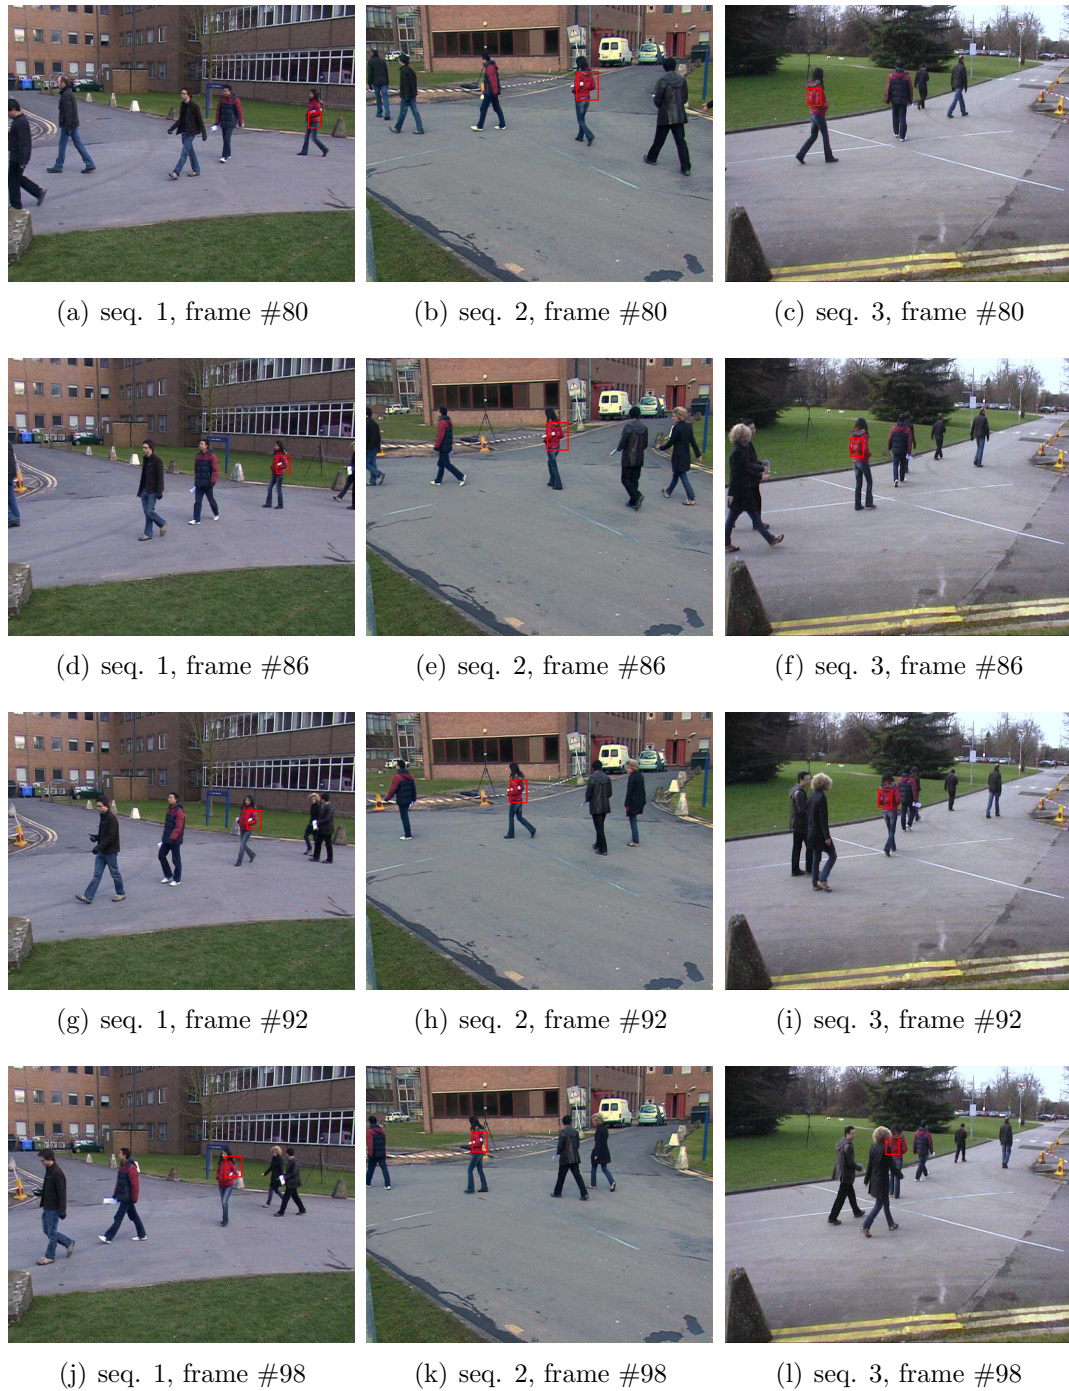 (a) seq. 1, frame #80
(b) seq. 2, frame #80
(c) seq. 3, frame #80
(d) seq. 1, frame #86
(e) seq. 2, frame #86
(f) seq. 3, frame #86
(g) seq. 1, frame #92
(h) seq. 2, frame #92
(i) seq. 3, frame #92
(j) seq. 1, frame #98
(k) seq. 2, frame #98
(l) seq. 3, frame #98